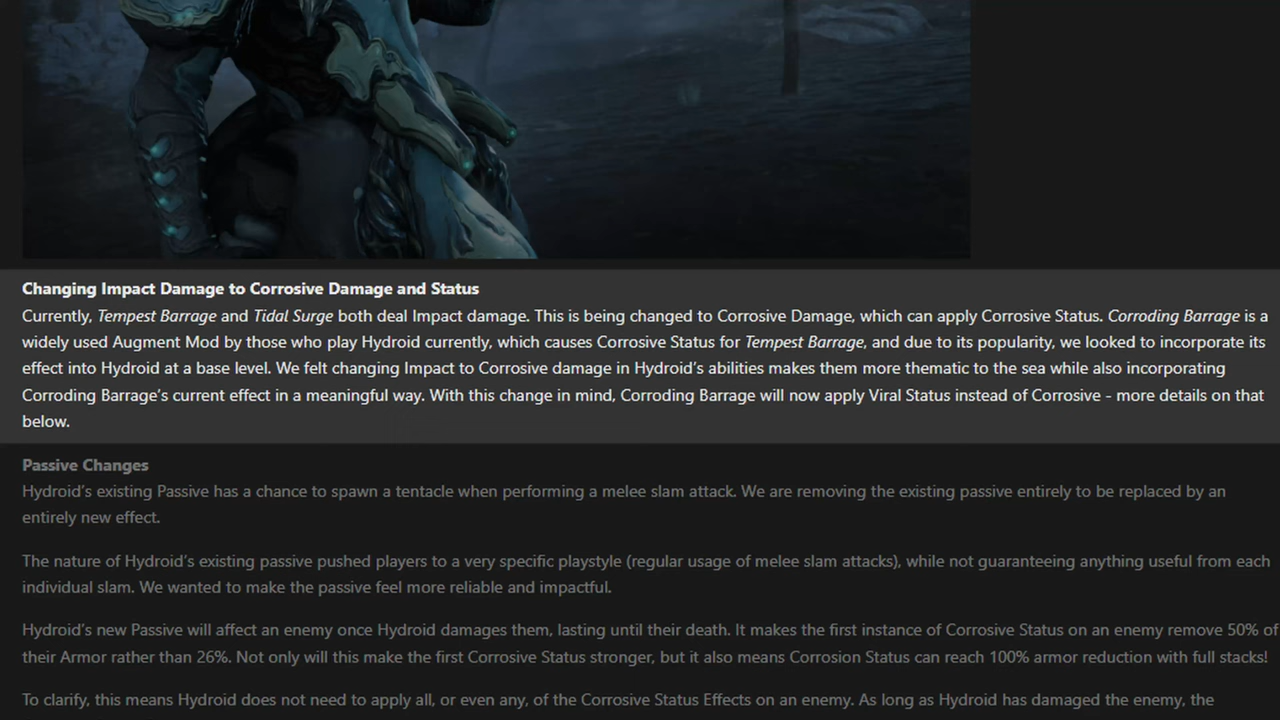 Changing Impact Damage to Corrosive Damage and Status
Currently, Tempest Barrage and Tidal Surge both deal Impact damage. This is being changed to Corrosive Damage, which can apply Corrosive Status. Corroding Barrage is a
widely used Augment Mod by those who play Hydroid currently, which causes Corrosive Status for Tempest Barrage, and due to its popularity, we looked to incorporate its
effect into Hydroid at a base level. We felt changing Impact to Corrosive damage in Hydroid's abilities makes them more thematic to the sea while also incorporating
Corroding Barrage's current effect in a meaningful way. With this change in mind, Corroding Barrage will now apply Viral Status instead of Corrosive - more details on that
below.
Passive Changes
Hydroid's existing Passive has a chance to spawn a tentacle when performing a melee slam attack. We are removing the existing passive entirely to be replaced by an
entirely new effect.
The nature of Hydroid's existing passive pushed players to a very specific playstyle (regular usage of melee slam attacks), while not guaranteeing anything useful from each
individual slam. We wanted to make the passive feel more reliable and impactful.
Hydroid's new Passive will affect an enemy once Hydroid damages them, lasting until their death. It makes the first instance of Corrosive Status on an enemy remove 50% of
their Armor rather than 26%. Not only will this make the first Corrosive Status stronger, but it also means Corrosion Status can reach 100% armor reduction with full stacks!
To clarify, this means Hydroid does not need to apply all, or even any, of the Corrosive Status Effects on an enemy. As long as Hydroid has damaged the enemy, the